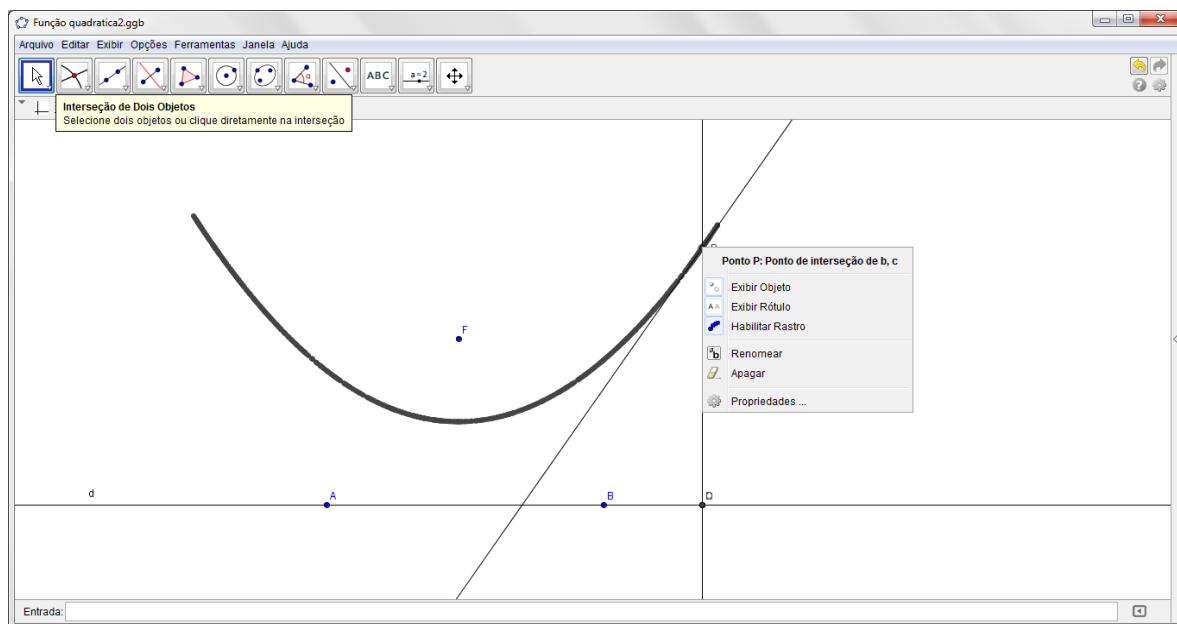 Função quadratica2.ggb
Arquivo Editar Exibir Opções Ferramentas Janela Ajuda
ABC
a=2
α
Interseção de Dois Objetos
Selecione dois objetos ou clique diretamente na interseção
Ponto P: Ponto de interseção de b, c
Exibir Objeto
AA Exibir Rótulo
Habilitar Rastro
F
ab Renomear
Apagar
Propriedades ...
d
A
B
D
Entrada: